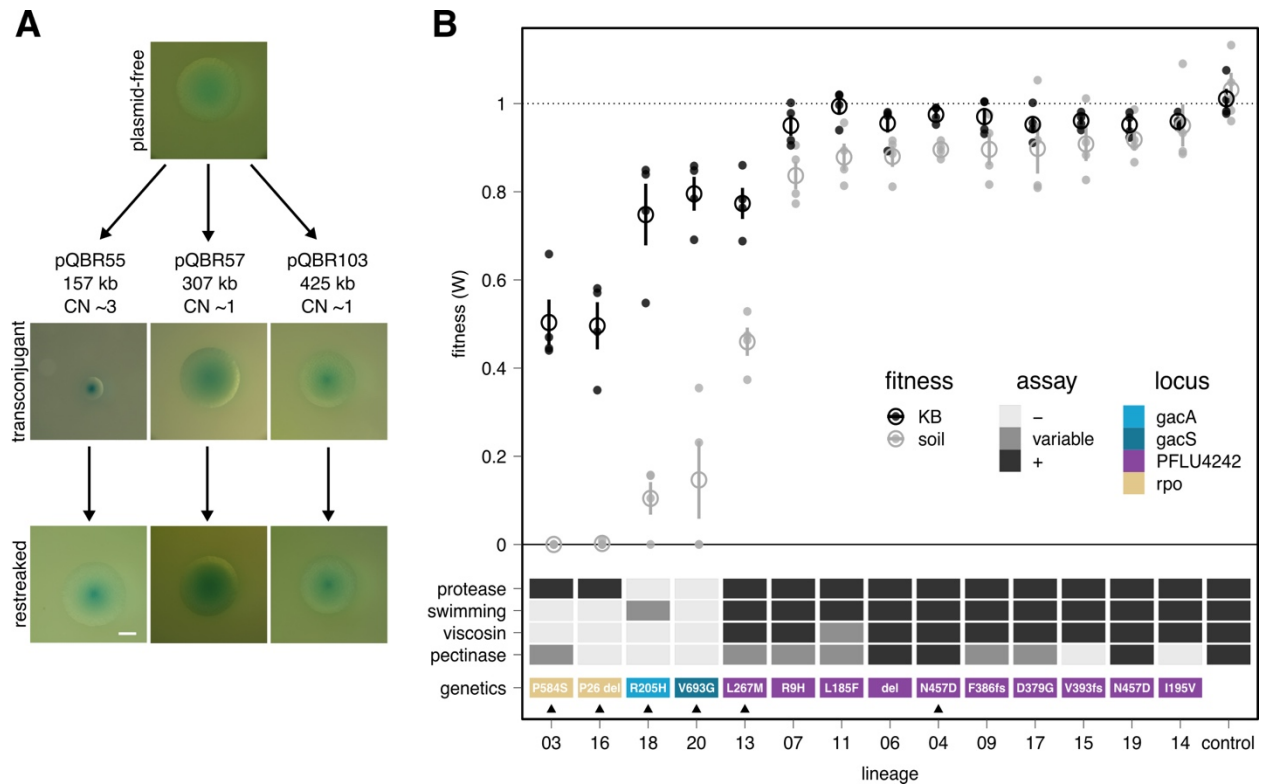 A
plasmid-free
pQBR55
157 kb
CN ~3
pQBR57
307 kb
CN ~1
pQBR103
425 kb
CN ~1
transconjugant
restreaked
B
fitness (W)
1
0.8
0.6
0.4
0.2
0
fitness
KB
soil
assay
−
variable
+
locus
gacA
gacS
PFLU4242
rpo
protease
swimming
viscosin
pectinase
genetics
P584S P26 del R205H V693G L267M R9H L185F del N457D F386fs D379G V393fs N457D I195V
03 16 18 20 13 07 11 06 04 09 17 15 19 14 control
lineage